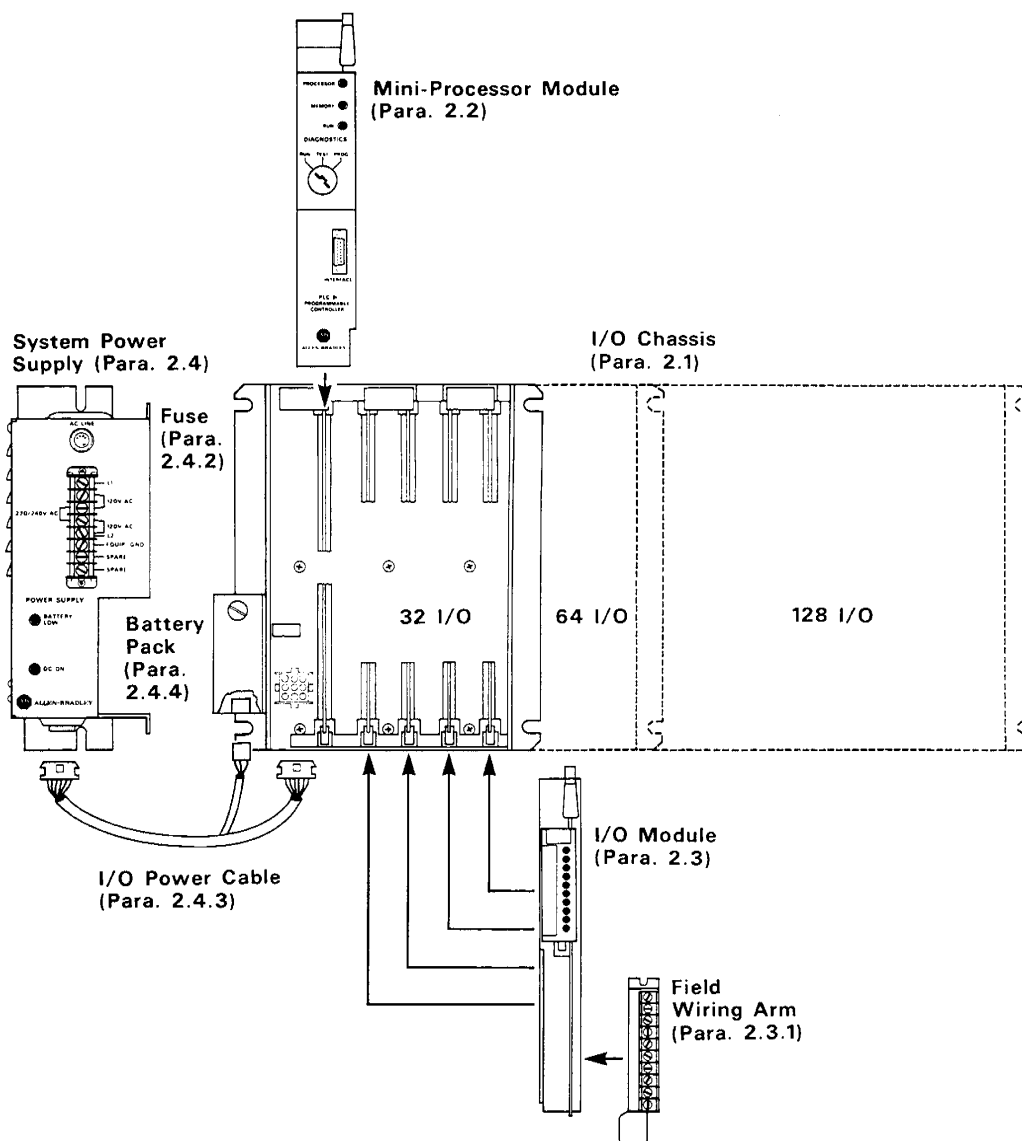 PROCESSOR
MEMORY
RUN
DIAGNOSTICS
RUN TEST PROG
INTERFACE
PLC
PROGRAMMABLE
CONTROLLER
ALLEN-BRADLEY
Mini-Processor Module
(Para. 2.2)
System Power
Supply (Para. 2.4)
Fuse
(Para.
2.4.2)
I/O Chassis
(Para. 2.1)
AC LINE
L1
120V AC
220/240V AC
120V AC
L2
EQUIP. GND
SPARE
SPARE
POWER SUPPLY
BATTERY
LOW
DC ON
ALLEN-BRADLEY
Battery
Pack
(Para.
2.4.4)
32 I/O
64 I/O
128 I/O
I/O Power Cable
(Para. 2.4.3)
I/O Module
(Para. 2.3)
Field
Wiring Arm
(Para. 2.3.1)